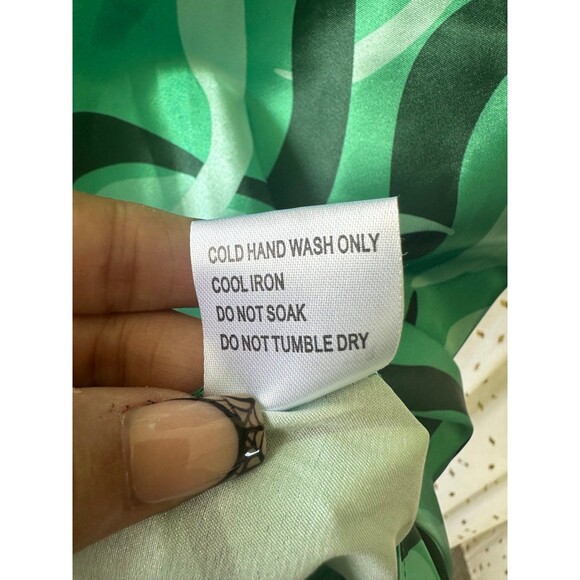 COLD HAND WASH ONLY
COOL IRON
DO NOT SOAK
DO NOT TUMBLE DRY